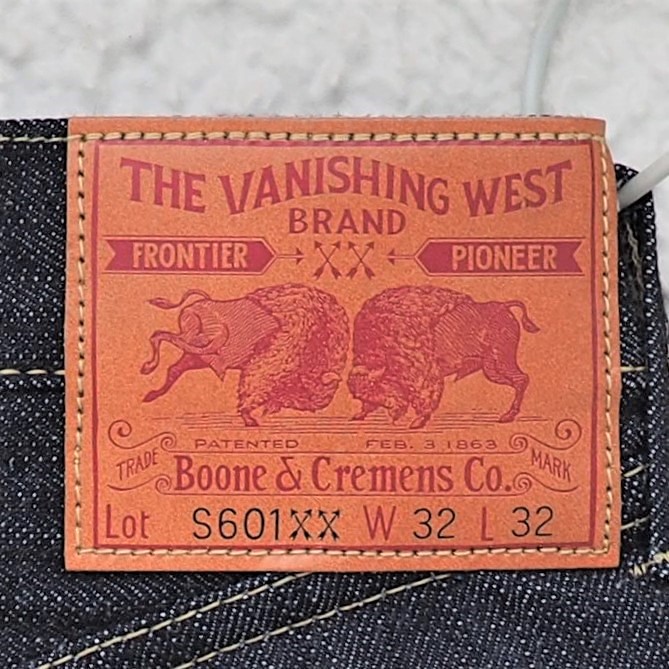 THE VANISHING WEST
BRAND
FRONTIER XX PIONEER
PATENTED FEB. 3 1863
TRADE Boone & Cremens Co. MARK
Lot S601XX W 32 L 32